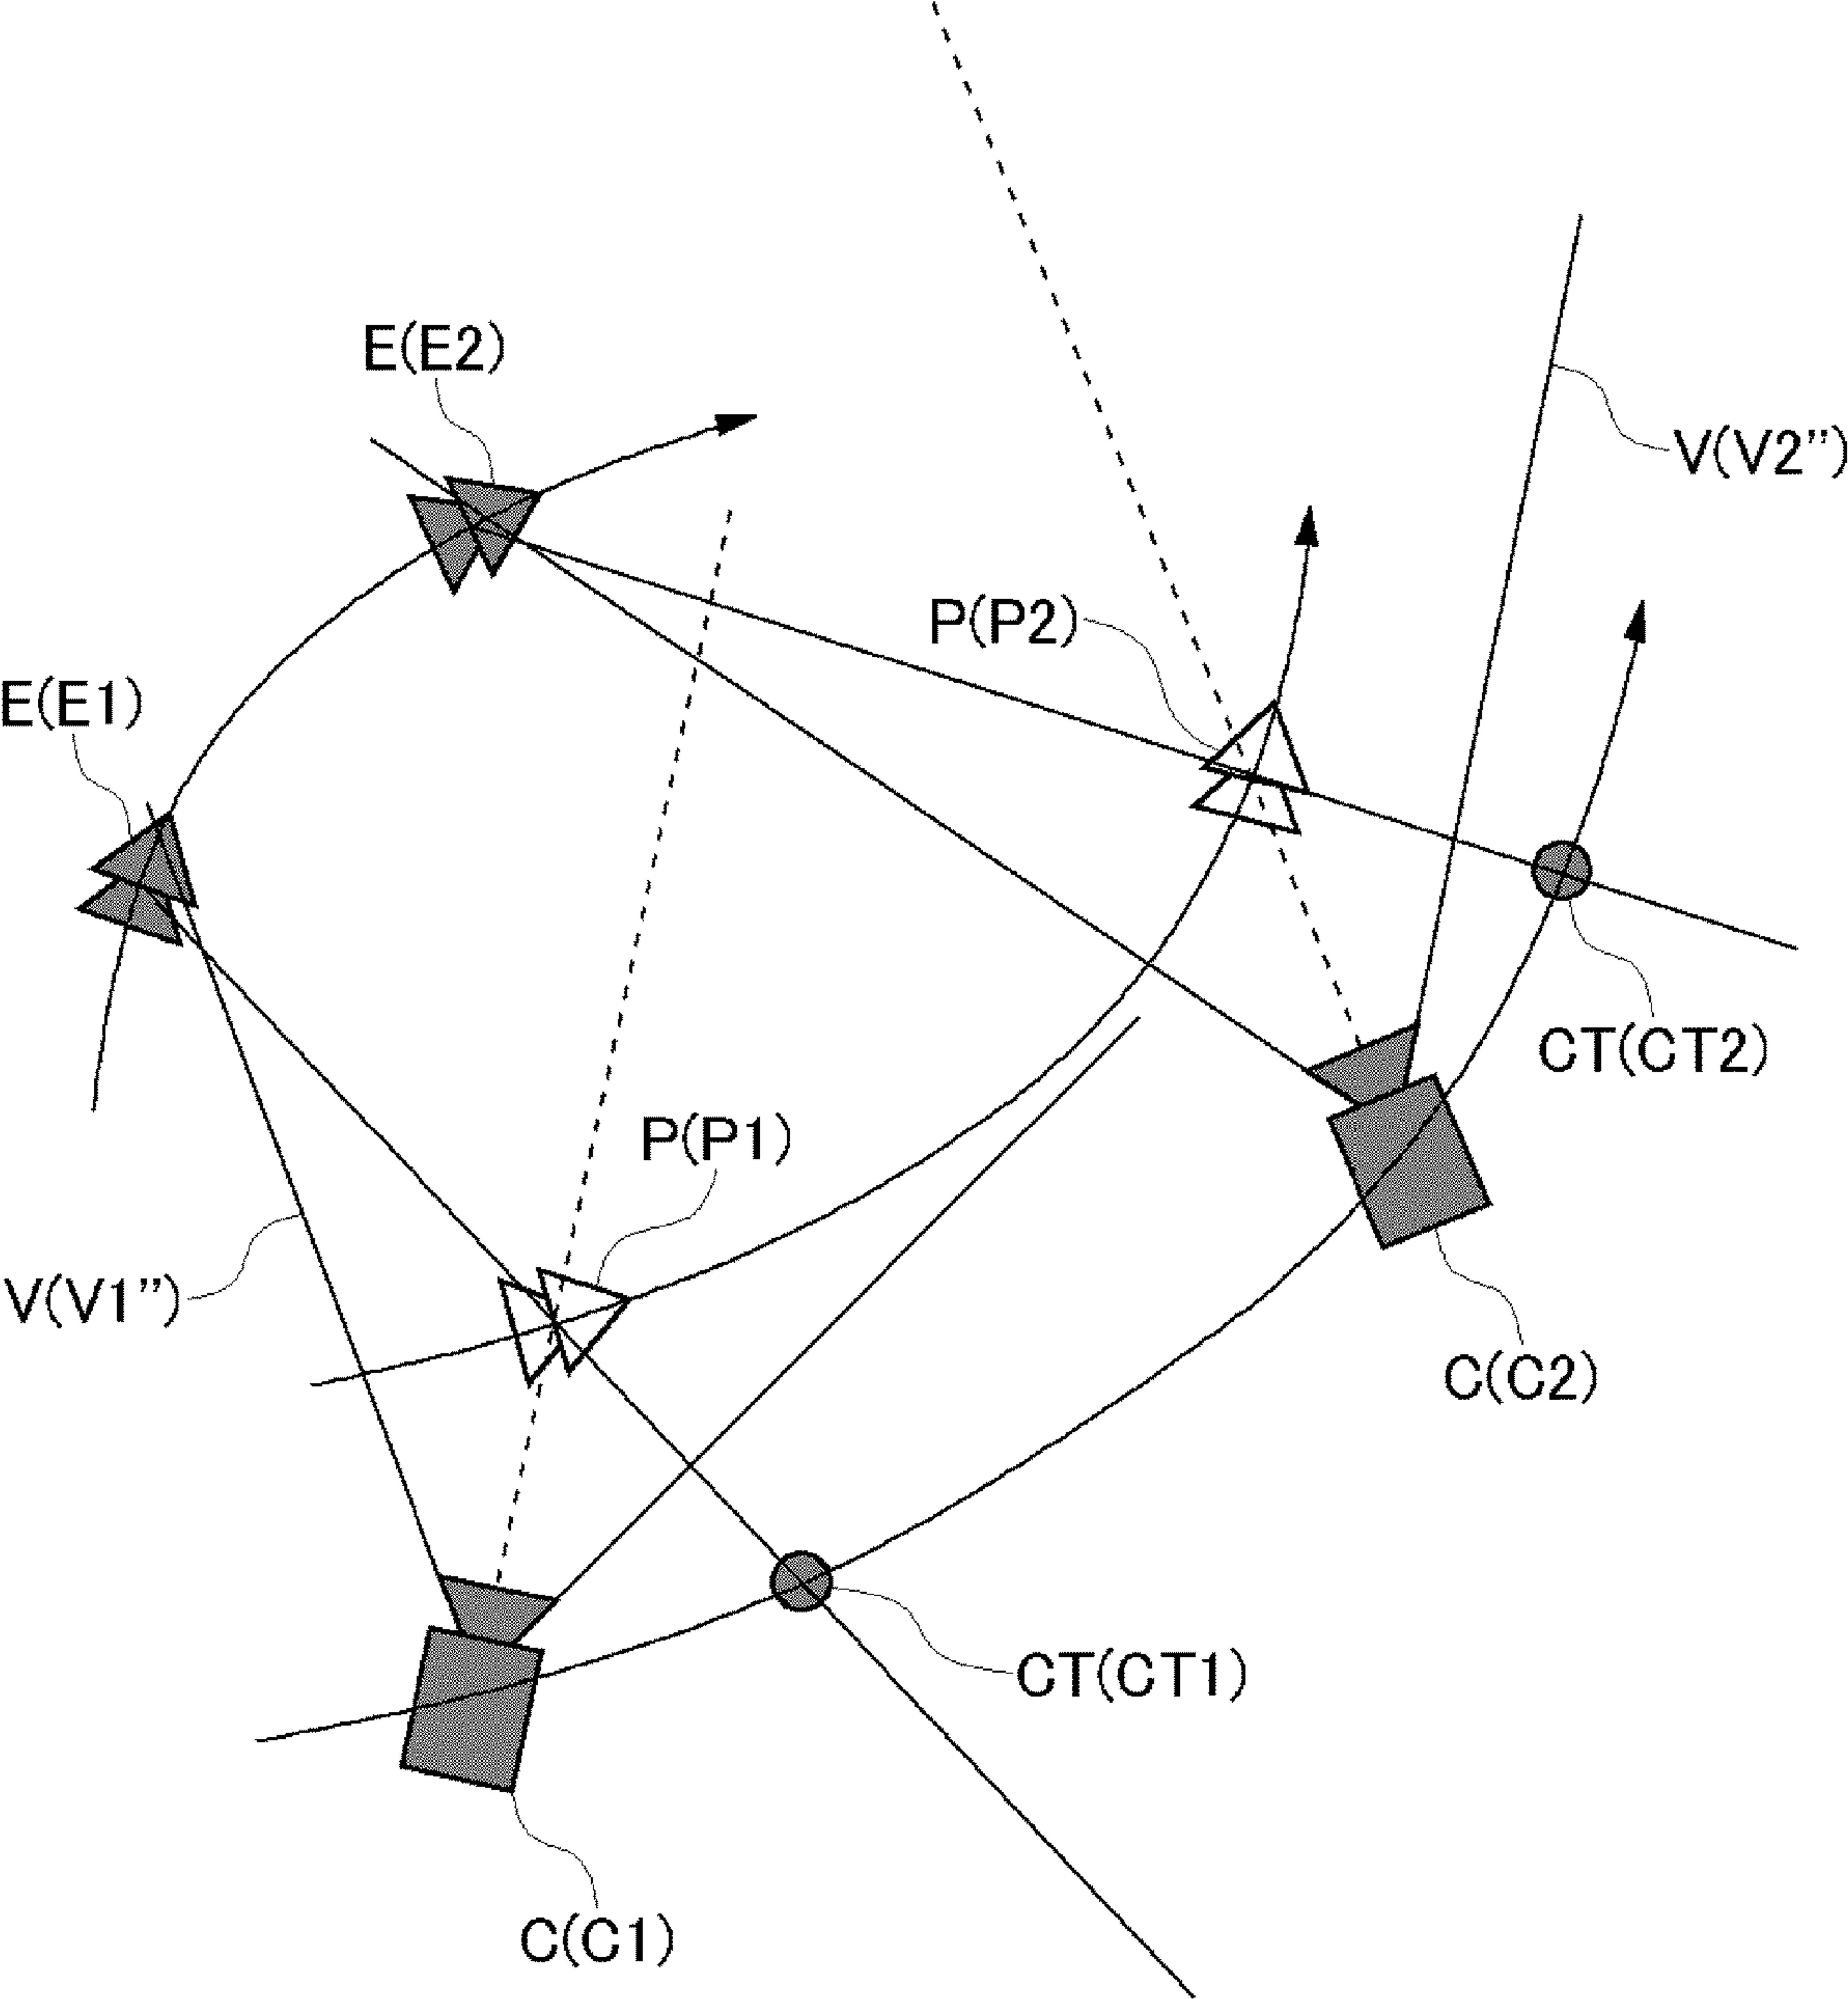 E(E2)
V(V2”)
P(P2)
E(E1)
CT(CT2)
P(P1)
V(V1”)
C(C2)
CT(CT1)
C(C1)